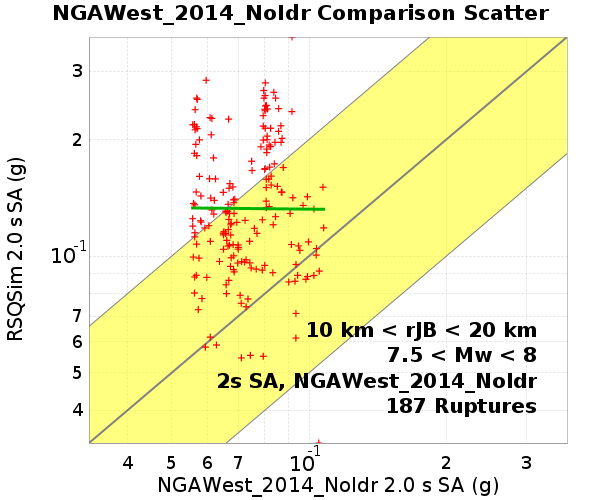 NGAWest_2014_NoIdr Comparison Scatter
RSQSim 2.0 s SA (g)
3
2
10⁻¹
7
6
5
4
10 km < rJB < 20 km
7.5 < Mw < 8
2s SA, NGAWest_2014_NoIdr
187 Ruptures
4 5 6 7 10⁻¹ 2 3
NGAWest_2014_NoIdr 2.0 s SA (g)